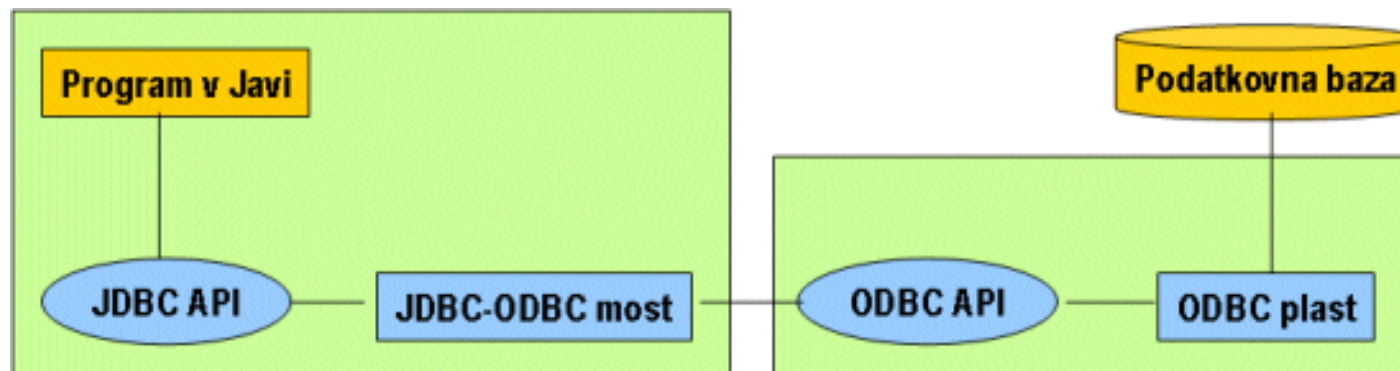 Program v Javi
Podatkovna baza
JDBC API
JDBC-ODBC most
ODBC API
ODBC plast